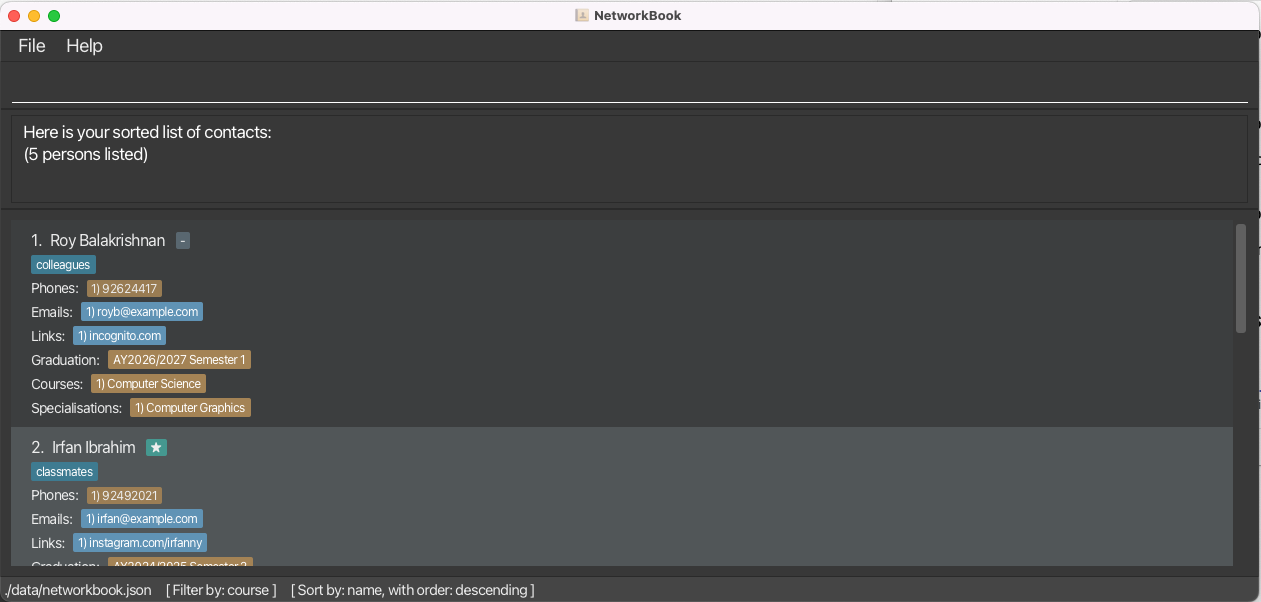 NetworkBook
File Help
Here is your sorted list of contacts:
(5 persons listed)
1. Roy Balakrishnan -
colleagues
Phones: 1) 92624417
Emails: 1) royb@example.com
Links: 1) incognito.com
Graduation: AY2026/2027 Semester 1
Courses: 1) Computer Science
Specialisations: 1) Computer Graphics
2. Irfan Ibrahim ★
classmates
Phones: 1) 92492021
Emails: 1) irfan@example.com
Links: 1) instagram.com/irfanny
Graduation: AY2024/2025 Semester
./data/networkbook.json [ Filter by: course ] [ Sort by: name, with order: descending ]